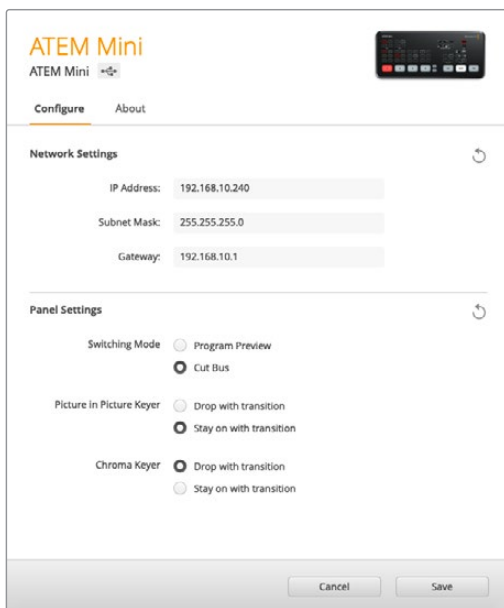 ATEM Mini
ATEM Mini
Configure About
Network Settings
IP Address: 192.168.10.240
Subnet Mask: 255.255.255.0
Gateway: 192.168.10.1
Panel Settings
Switching Mode Program Preview
Cut Bus
Picture in Picture Keyer Drop with transition
Stay on with transition
Chroma Keyer Drop with transition
Stay on with transition
Cancel Save